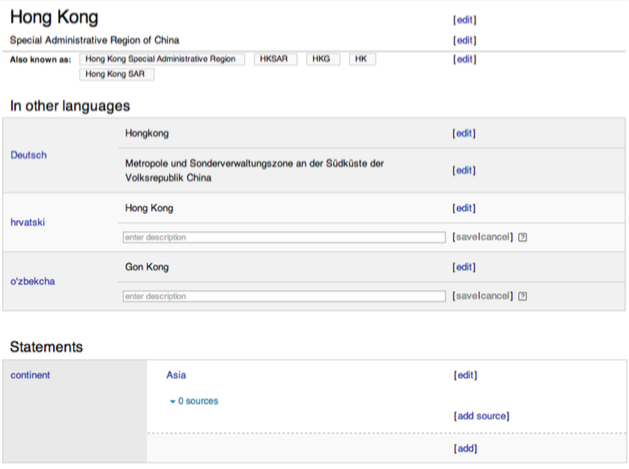 Hong Kong [edit]
Special Administrative Region of China [edit]
Also known as: Hong Kong Special Administrative Region HKSAR HKG HK [edit]
Hong Kong SAR
In other languages
Deutsch
Hongkong [edit]
Metropole und Sonderverwaltungszone an der Südküste der
Volksrepublik China [edit]
hrvatski
Hong Kong [edit]
enter description [save|cancel] [?]
o'zbekcha
Gon Kong [edit]
enter description [save|cancel] [?]
Statements
continent Asia [edit]
0 sources
[add source]
[add]